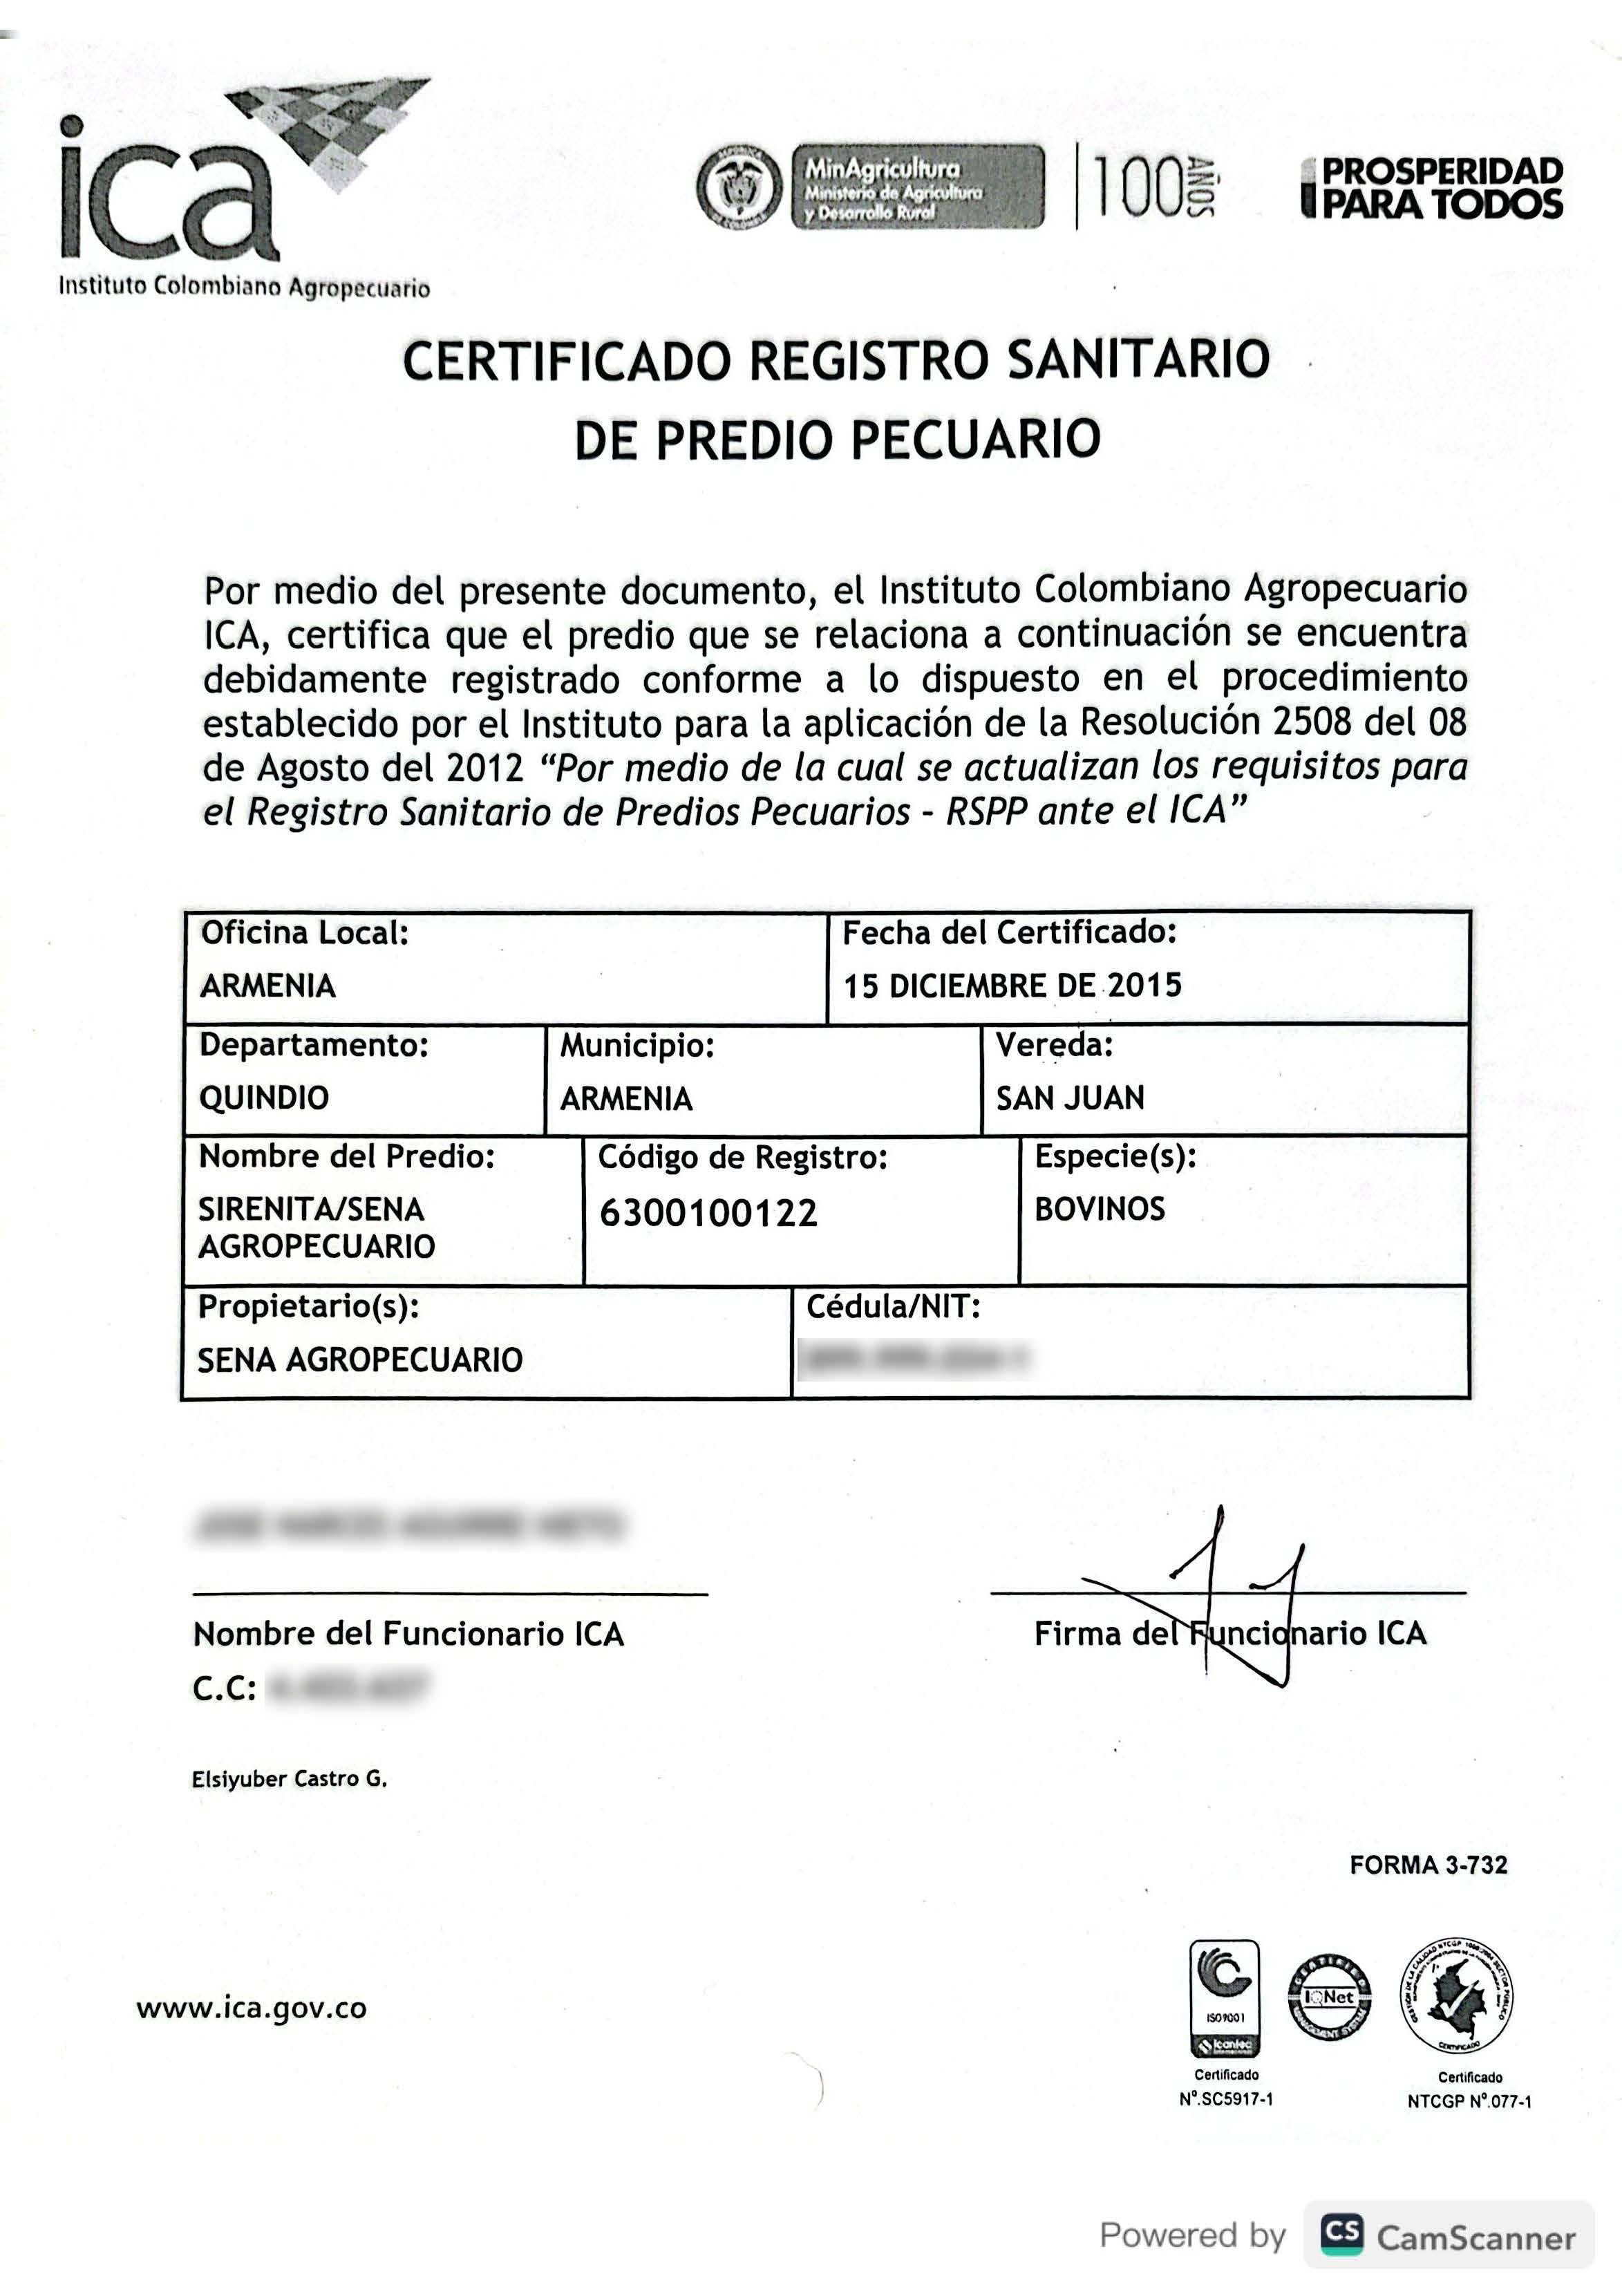 ica
Instituto Colombiano Agropecuario
MinAgricultura
Ministerio de Agricultura
y Desarrollo Rural
100 AÑOS
PROSPERIDAD
PARA TODOS
CERTIFICADO REGISTRO SANITARIO
DE PREDIO PECUARIO
Por medio del presente documento, el Instituto Colombiano Agropecuario
ICA, certifica que el predio que se relaciona a continuación se encuentra
debidamente registrado conforme a lo dispuesto en el procedimiento
establecido por el Instituto para la aplicación de la Resolución 2508 del 08
de Agosto del 2012 “Por medio de la cual se actualizan los requisitos para
el Registro Sanitario de Predios Pecuarios - RSPP ante el ICA”
Oficina Local: Fecha del Certificado:
ARMENIA 15 DICIEMBRE DE 2015
Departamento: Municipio: Vereda:
QUINDIO ARMENIA SAN JUAN
Nombre del Predio: Código de Registro: Especie(s):
SIRENITA/SENA 6300100122 BOVINOS
AGROPECUARIO
Propietario(s): Cédula/NIT:
SENA AGROPECUARIO
Nombre del Funcionario ICA Firma del Funcionario ICA
C.C:
Elsiyuber Castro G.
FORMA 3-732
www.ica.gov.co
ISO9001
icontec
IQNet
CERTIFICADO
Certificado
Nº.SC5917-1
Certificado
NTCGP Nº.077-1
Powered by CS CamScanner